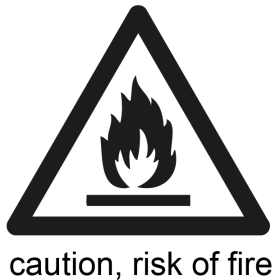 caution, risk of fire